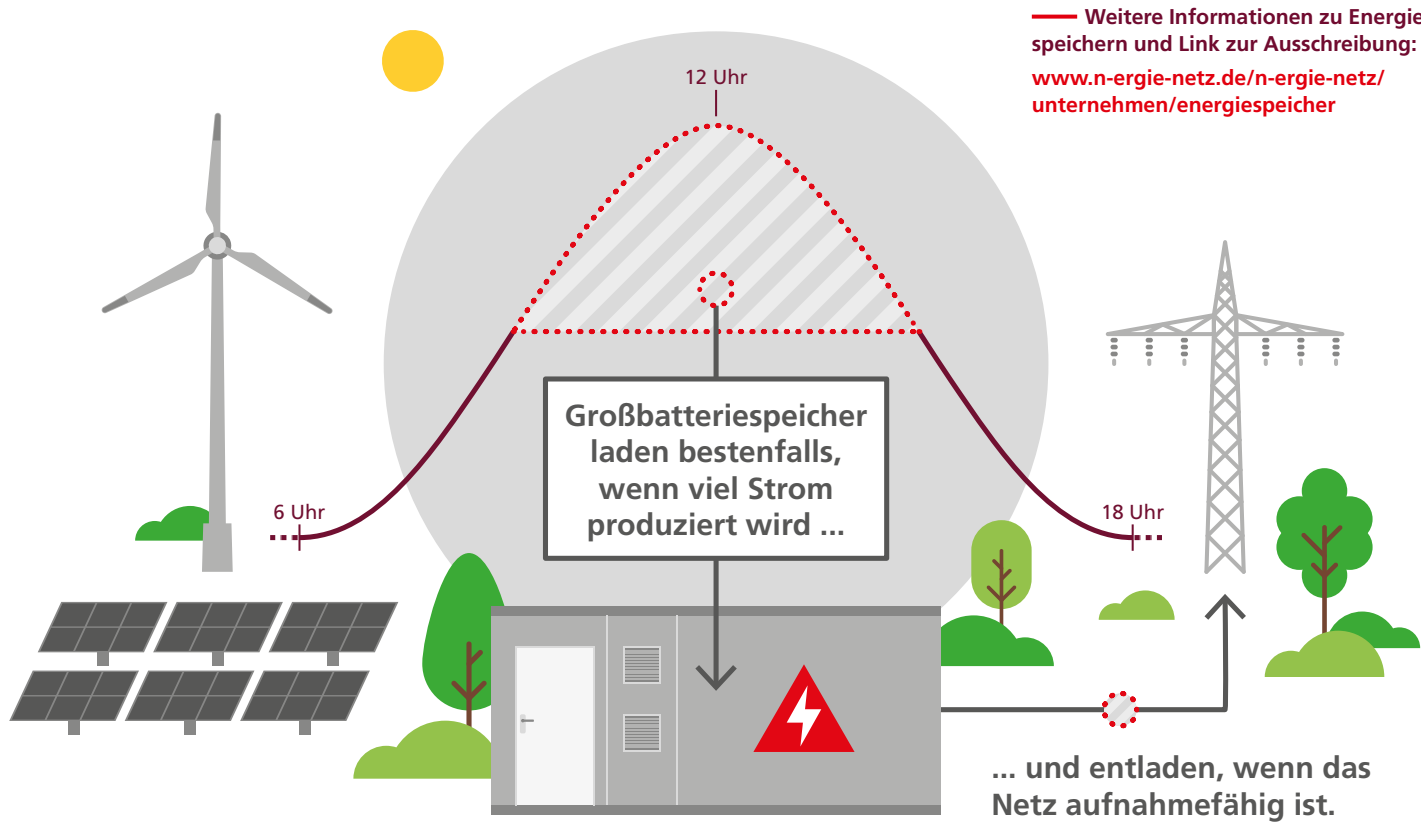 Weitere Informationen zu Energie
speichern und Link zur Ausschreibung:
www.n-ergie-netz.de/n-ergie-netz/
unternehmen/energiespeicher
12 Uhr
Großbatteriespeicher
laden bestenfalls,
wenn viel Strom
produziert wird ...
6 Uhr
18 Uhr
... und entladen, wenn das
Netz aufnahmefähig ist.